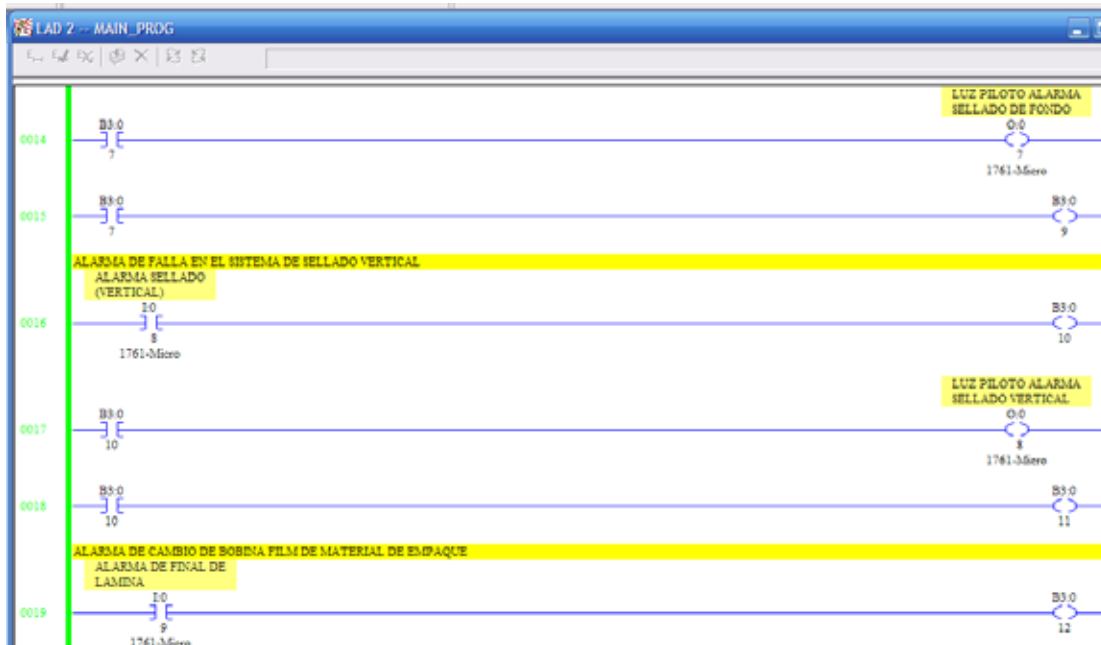 LAD 2 -- MAIN_PROG
LUZ PILOTO ALARMA
SELLADO DE FONDO
B3:0
O:0
0014
7
7
1761-Micro
B3:0
B3:0
0015
7
9
ALARMA DE FALLA EN EL SISTEMA DE SELLADO VERTICAL
ALARMA SELLADO
(VERTICAL)
I:0
B3:0
0016
8
10
1761-Micro
LUZ PILOTO ALARMA
SELLADO VERTICAL
B3:0
O:0
0017
10
8
1761-Micro
B3:0
B3:0
0018
10
11
ALARMA DE CAMBIO DE BOBINA FILM DE MATERIAL DE EMPAQUE
ALARMA DE FINAL DE
LAMINA
I:0
B3:0
0019
9
12
1761-Micro